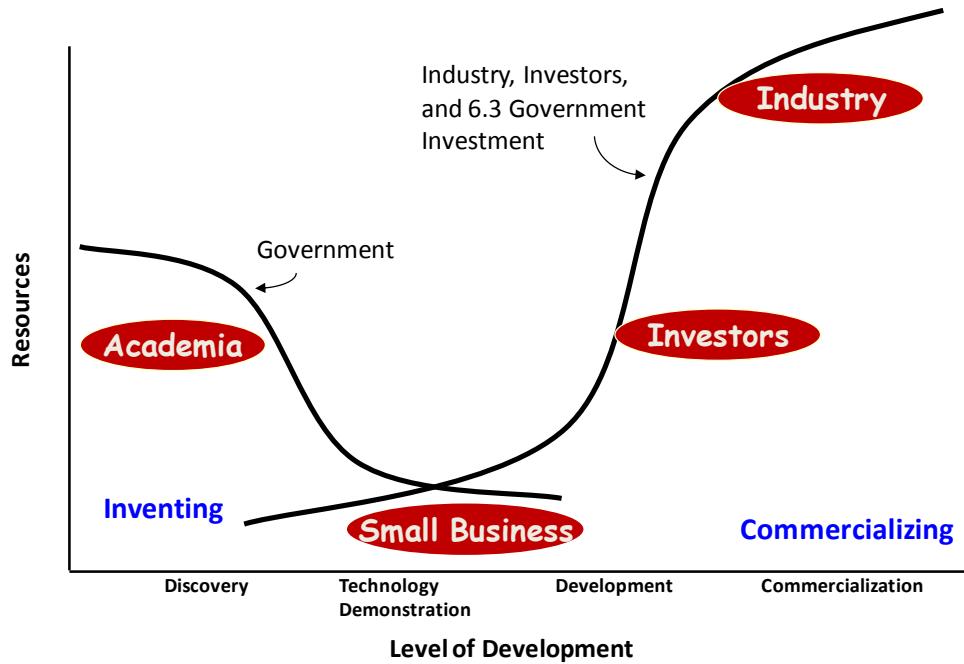 Industry, Investors,
and 6.3 Government
Investment
Industry
Government
Resources
Academia
Investors
Inventing
Small Business
Commercializing
Discovery
Technology
Demonstration
Development
Commercialization
Level of Development